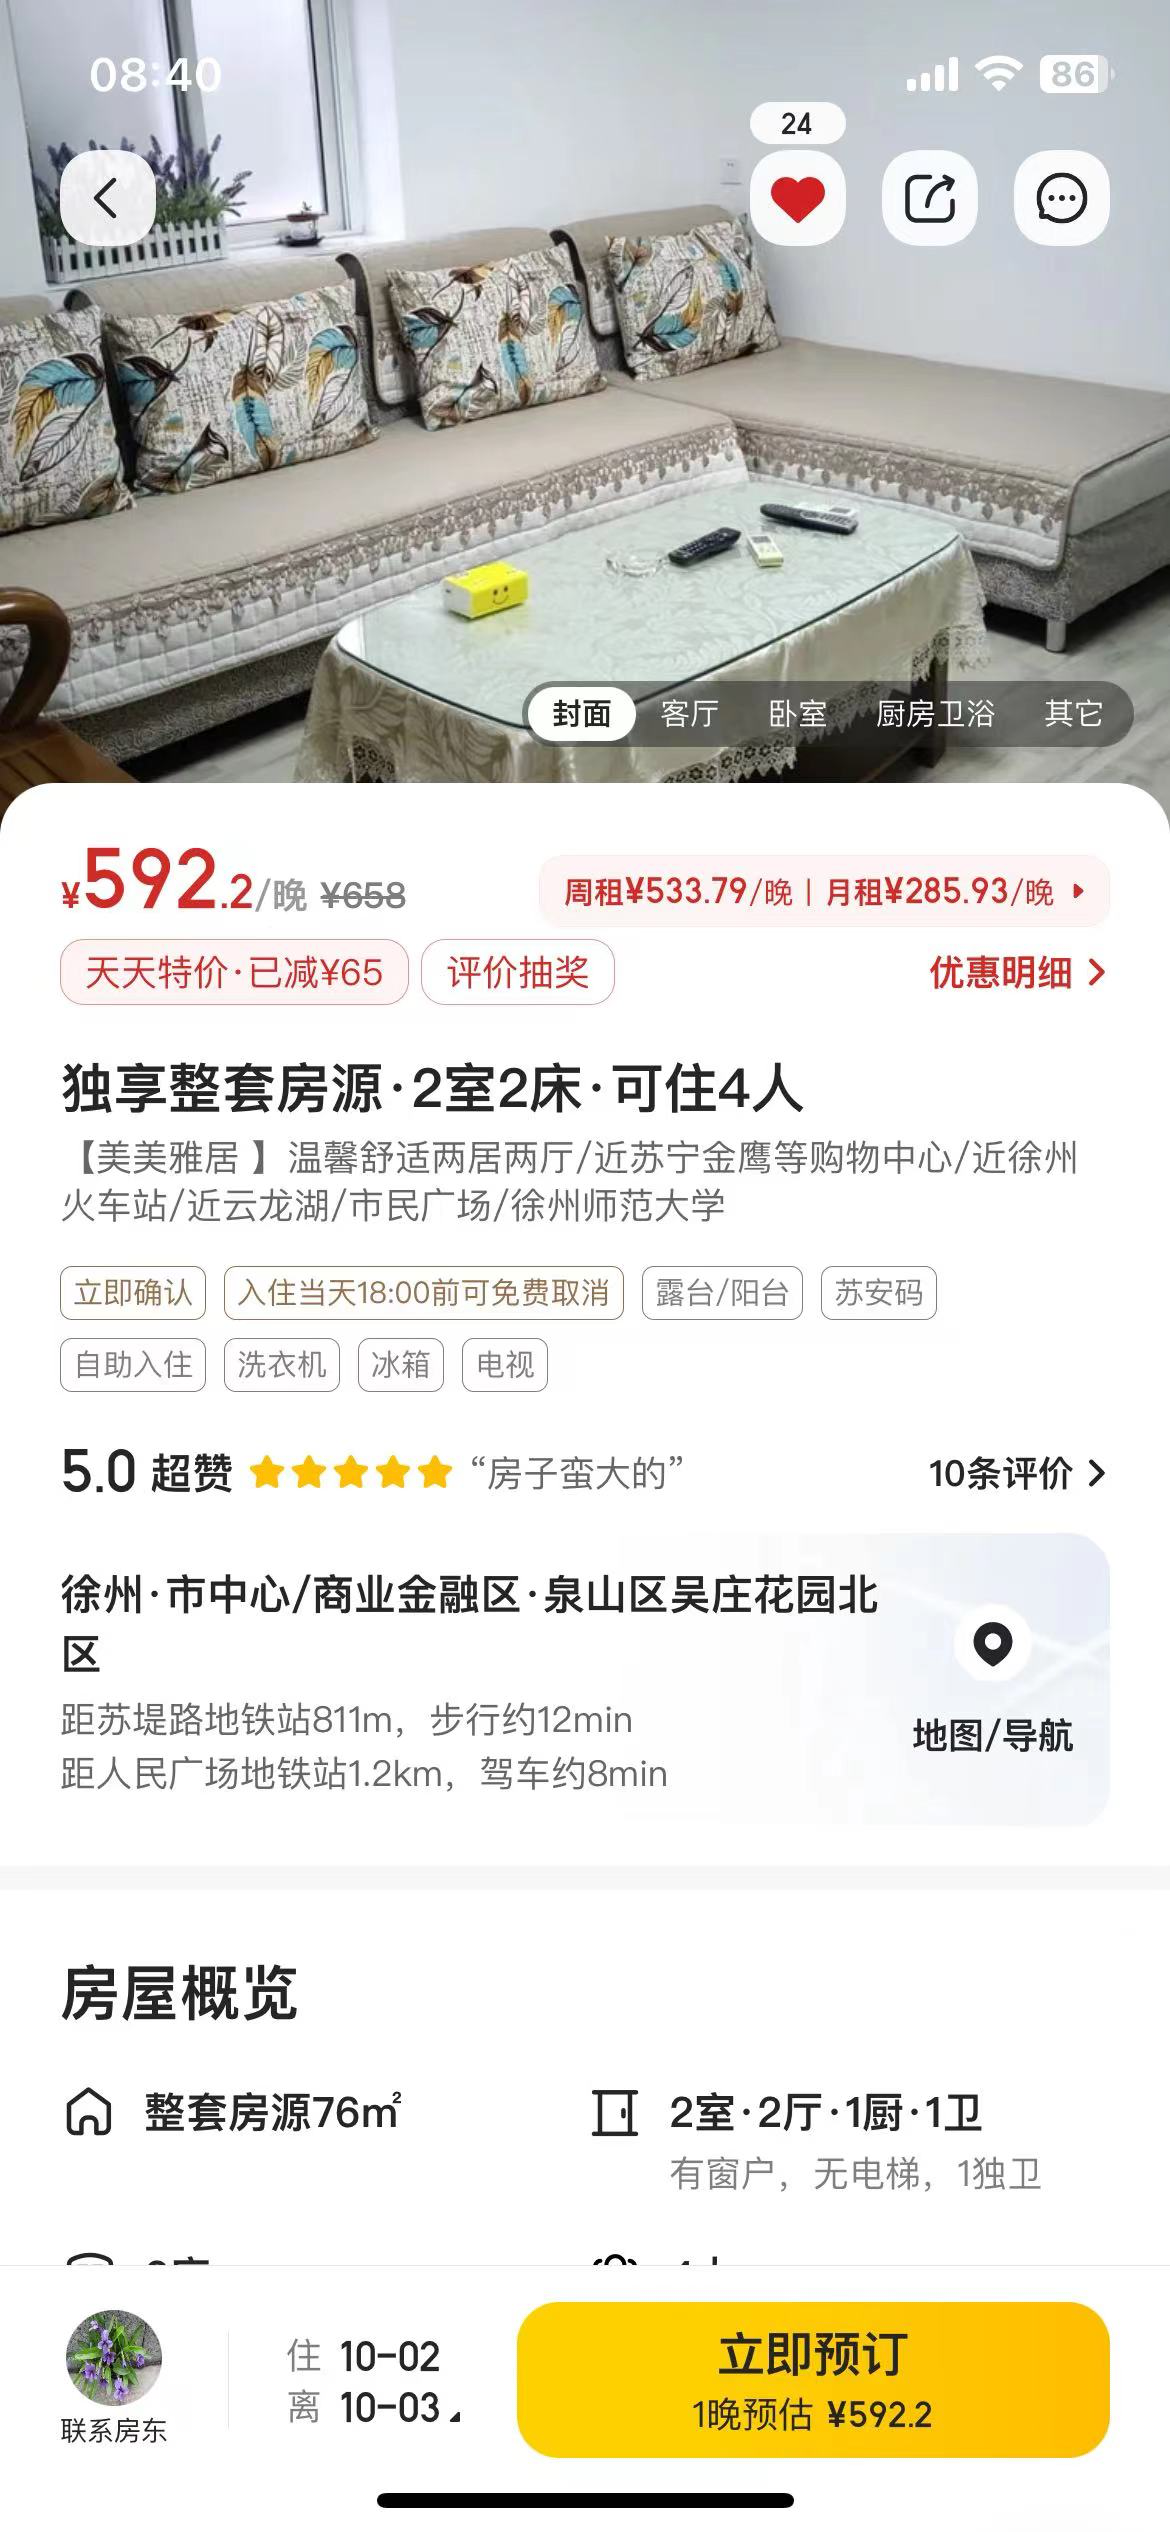 08:40
86
24
封面 客厅 卧室 厨房卫浴 其它
¥592.2/晚 ¥658
周租¥533.79/晚 | 月租¥285.93/晚
天天特价·已减¥65 评价抽奖 优惠明细
独享整套房源·2室2床·可住4人
【美美雅居 】温馨舒适两居两厅/近苏宁金鹰等购物中心/近徐州
火车站/近云龙湖/市民广场/徐州师范大学
立即确认 入住当天18:00前可免费取消 露台/阳台 苏安码
自助入住 洗衣机 冰箱 电视
5.0 超赞 “房子蛮大的” 10条评价
徐州·市中心/商业金融区·泉山区吴庄花园北
区
距苏堤路地铁站811m，步行约12min
距人民广场地铁站1.2km，驾车约8min
地图/导航
房屋概览
整套房源76㎡
2室·2厅·1厨·1卫
有窗户，无电梯，1独卫
联系房东
住 10-02
离 10-03
立即预订
1晚预估 ¥592.2